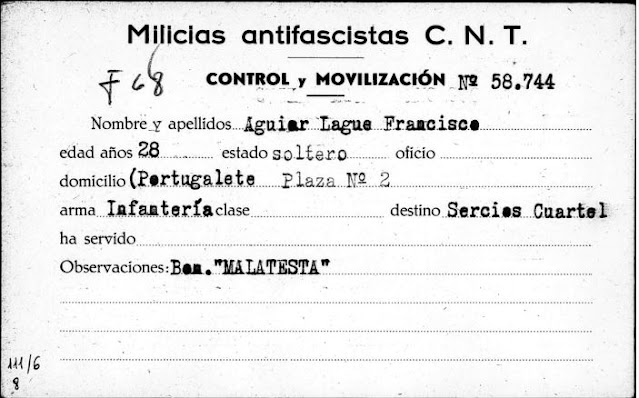 Milicias antifascistas C. N. T.
F 68
CONTROL y MOVILIZACIÓN Nº 58.744
Nombre y apellidos Aguiar Lague Francisco
edad años 28 estado soltero oficio
domicilio (Portugalete Plaza Nº 2
arma Infantería clase destino Sercios Cuartel
ha servido
Observaciones: Bon. "MALATESTA"
111/6
8